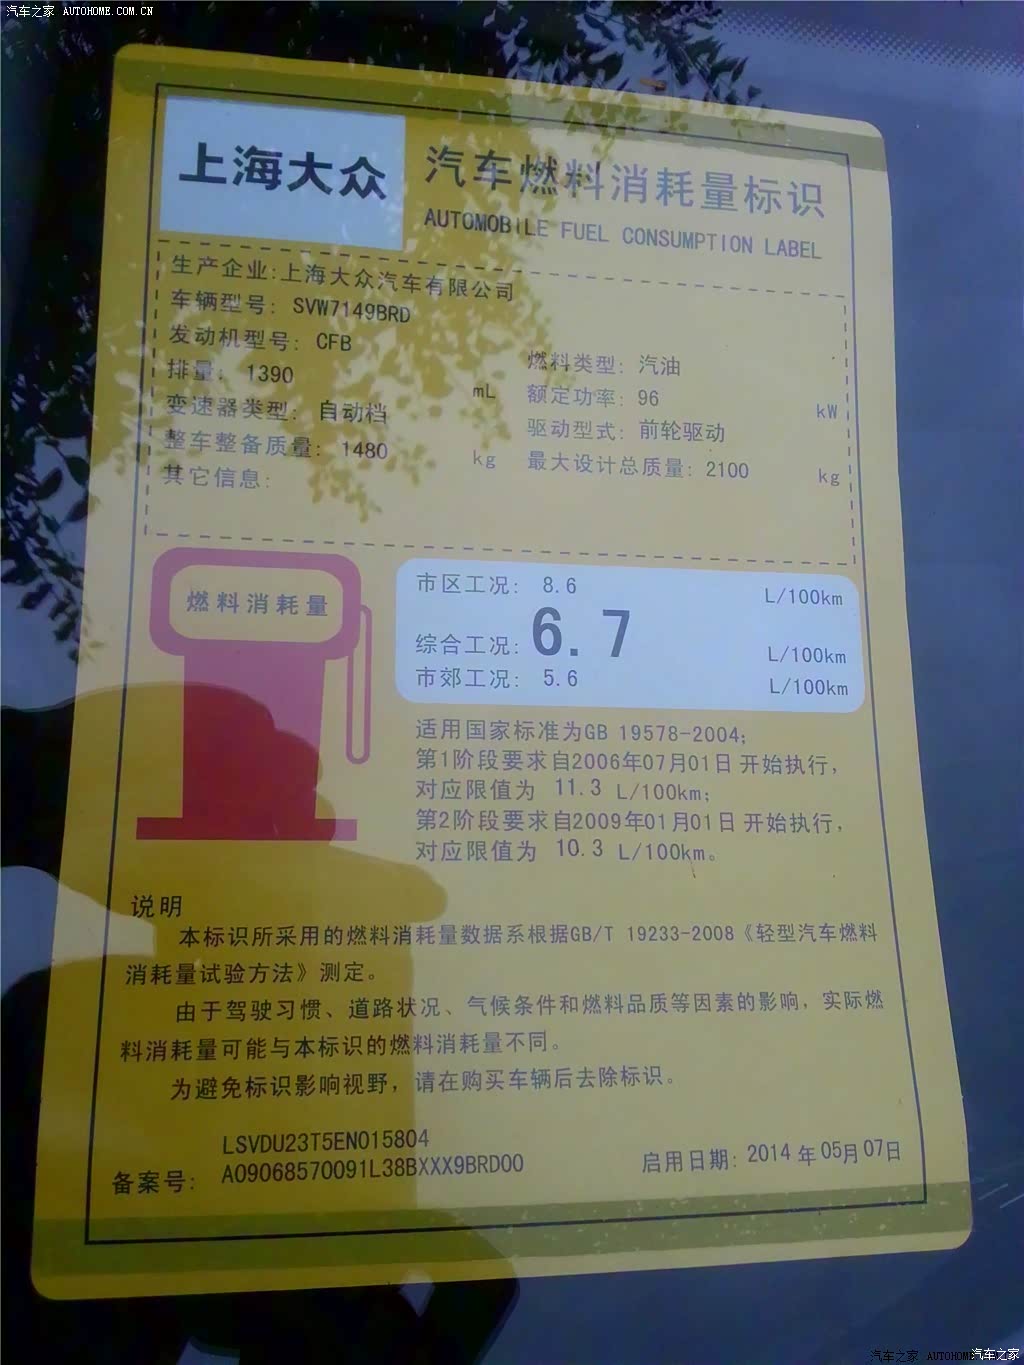 汽车之家 AUTOHOME.COM.CN
上海大众
汽车燃料消耗量标识
AUTOMOBILE FUEL CONSUMPTION LABEL
生产企业:上海大众汽车有限公司
车辆型号: SVW7149BRD
发动机型号: CFB
排量: 1390 mL
变速器类型: 自动档
整车整备质量: 1480 kg
其它信息:
燃料类型: 汽油
额定功率: 96 kW
驱动型式: 前轮驱动
最大设计总质量: 2100 kg
燃料消耗量
市区工况: 8.6 L/100km
综合工况: 6.7 L/100km
市郊工况: 5.6 L/100km
适用国家标准为GB 19578-2004;
第1阶段要求自2006年07月01日 开始执行,
对应限值为 11.3 L/100km;
第2阶段要求自2009年01月01日 开始执行,
对应限值为 10.3 L/100km。
说明
本标识所采用的燃料消耗量数据系根据GB/T 19233-2008《轻型汽车燃料
消耗量试验方法》测定。
由于驾驶习惯、道路状况、气候条件和燃料品质等因素的影响,实际燃
料消耗量可能与本标识的燃料消耗量不同。
为避免标识影响视野,请在购买车辆后去除标识。
LSVDU23T5EN015804
备案号: A09068570091L38BXXX9BRD00
启用日期: 2014 年 05月 07日
汽车之家 AUTOHOME
汽车之家